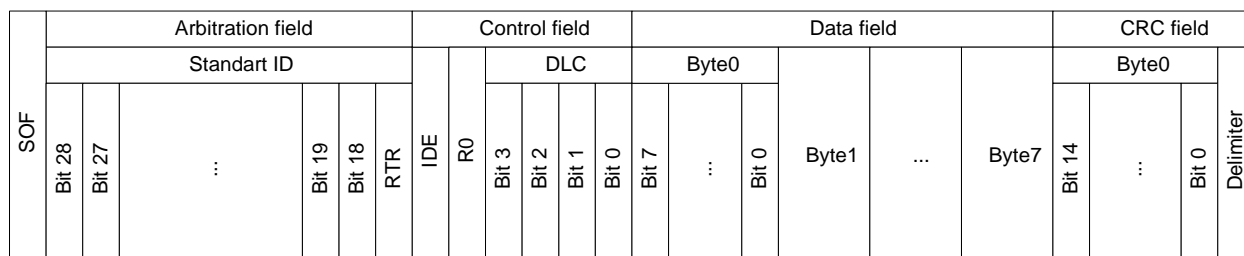 Arbitration field Control field Data field CRC field
Standart ID DLC Byte0 Byte0
SOF
Bit 28
Bit 27
...
Bit 19
Bit 18
RTR
IDE
R0
Bit 3
Bit 2
Bit 1
Bit 0
Bit 7
...
Bit 0
Byte1
...
Byte7
Bit 14
...
Bit 0
Delimiter